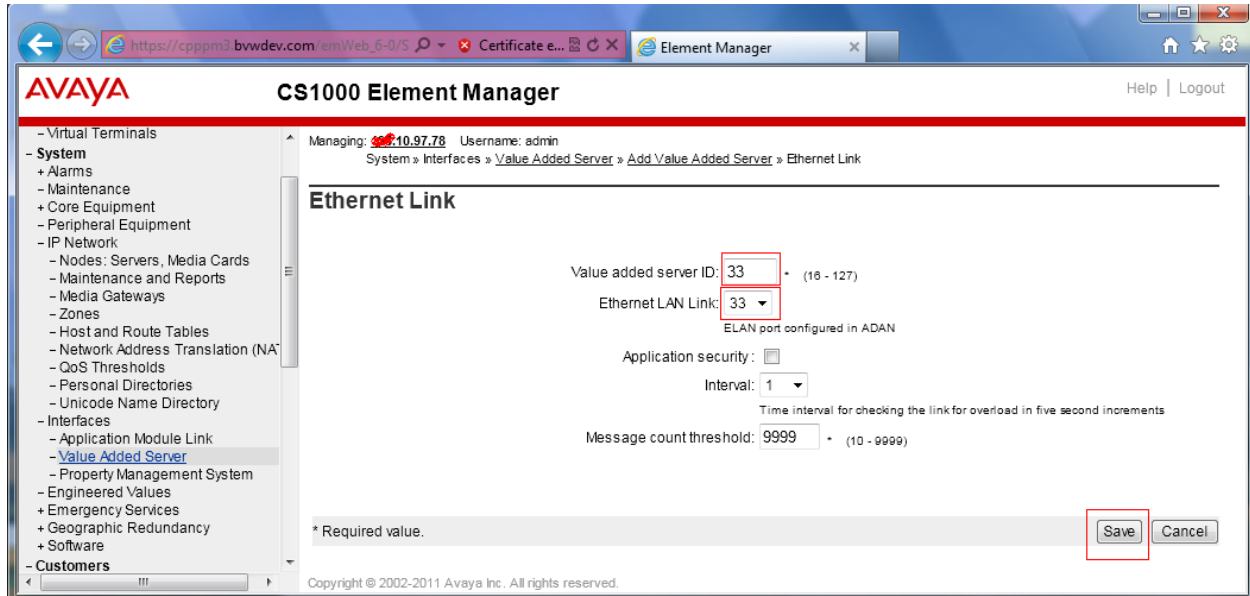 https://cpppm3.bvwdev.com/emWeb_6-0/S
Certificate e...
Element Manager
AVAYA
CS1000 Element Manager
Help | Logout
– Virtual Terminals
– System
+ Alarms
– Maintenance
+ Core Equipment
– Peripheral Equipment
– IP Network
– Nodes: Servers, Media Cards
– Maintenance and Reports
– Media Gateways
– Zones
– Host and Route Tables
– Network Address Translation (NA
– QoS Thresholds
– Personal Directories
– Unicode Name Directory
– Interfaces
– Application Module Link
– Value Added Server
– Property Management System
– Engineered Values
+ Emergency Services
+ Geographic Redundancy
+ Software
– Customers
Managing: .10.97.78 Username: admin
System » Interfaces » Value Added Server » Add Value Added Server » Ethernet Link
Ethernet Link
Value added server ID: 33 * (16 - 127)
Ethernet LAN Link: 33
ELAN port configured in ADAN
Application security:
Interval: 1
Time interval for checking the link for overload in five second increments
Message count threshold: 9999 * (10 - 9999)
* Required value.
Save Cancel
Copyright © 2002-2011 Avaya Inc. All rights reserved.